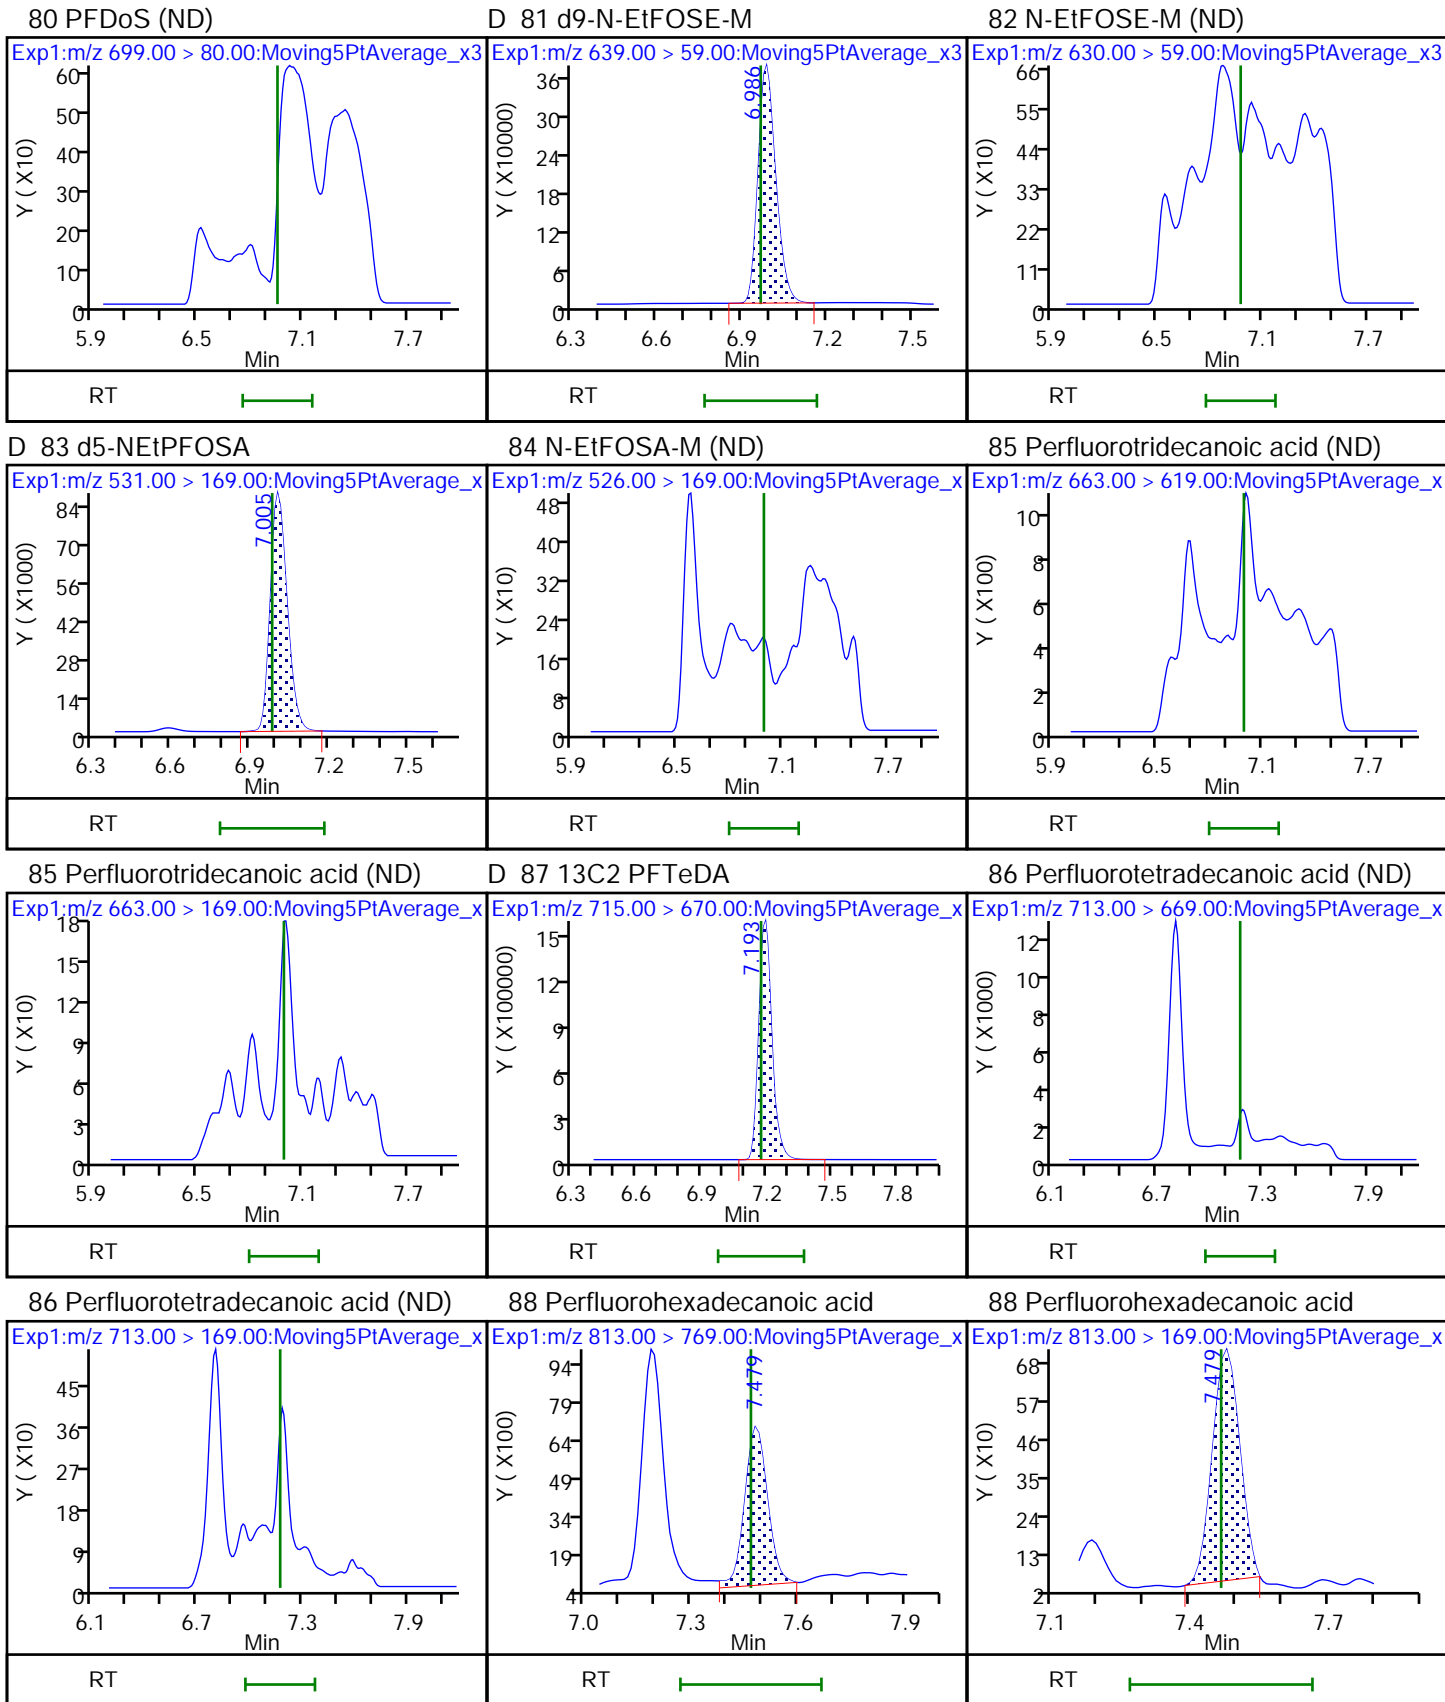 80 PFDoS (ND)
Exp1:m/z 699.00 > 80.00:Moving5PtAverage_x3
Y ( X10)
60
50
40
30
20
10
0
5.9 6.5 7.1 7.7
Min
RT
D 81 d9-N-EtFOSE-M
Exp1:m/z 639.00 > 59.00:Moving5PtAverage_x3
6.986
Y ( X10000)
36
30
24
18
12
6
0
6.3 6.6 6.9 7.2 7.5
Min
RT
82 N-EtFOSE-M (ND)
Exp1:m/z 630.00 > 59.00:Moving5PtAverage_x3
Y ( X10)
66
55
44
33
22
11
0
5.9 6.5 7.1 7.7
Min
RT
D 83 d5-NEtPFOSA
Exp1:m/z 531.00 > 169.00:Moving5PtAverage_x
7.005
Y ( X1000)
84
70
56
42
28
14
0
6.3 6.6 6.9 7.2 7.5
Min
RT
84 N-EtFOSA-M (ND)
Exp1:m/z 526.00 > 169.00:Moving5PtAverage_x
Y ( X10)
48
40
32
24
16
8
0
5.9 6.5 7.1 7.7
Min
RT
85 Perfluorotridecanoic acid (ND)
Exp1:m/z 663.00 > 619.00:Moving5PtAverage_x
Y ( X100)
10
8
6
4
2
0
5.9 6.5 7.1 7.7
Min
RT
85 Perfluorotridecanoic acid (ND)
Exp1:m/z 663.00 > 169.00:Moving5PtAverage_x
Y ( X10)
18
15
12
9
6
3
0
5.9 6.5 7.1 7.7
Min
RT
D 87 13C2 PFTeDA
Exp1:m/z 715.00 > 670.00:Moving5PtAverage_x
7.193
Y ( X100000)
15
12
9
6
3
0
6.3 6.6 6.9 7.2 7.5 7.8
Min
RT
86 Perfluorotetradecanoic acid (ND)
Exp1:m/z 713.00 > 669.00:Moving5PtAverage_x
Y ( X1000)
12
10
8
6
4
2
0
6.1 6.7 7.3 7.9
Min
RT
86 Perfluorotetradecanoic acid (ND)
Exp1:m/z 713.00 > 169.00:Moving5PtAverage_x
Y ( X10)
45
36
27
18
9
0
6.1 6.7 7.3 7.9
Min
RT
88 Perfluorohexadecanoic acid
Exp1:m/z 813.00 > 769.00:Moving5PtAverage_x
7.479
Y ( X100)
94
79
64
49
34
19
4
7.0 7.3 7.6 7.9
Min
RT
88 Perfluorohexadecanoic acid
Exp1:m/z 813.00 > 169.00:Moving5PtAverage_x
7.479
Y ( X10)
68
57
46
35
24
13
2
7.1 7.4 7.7
Min
RT